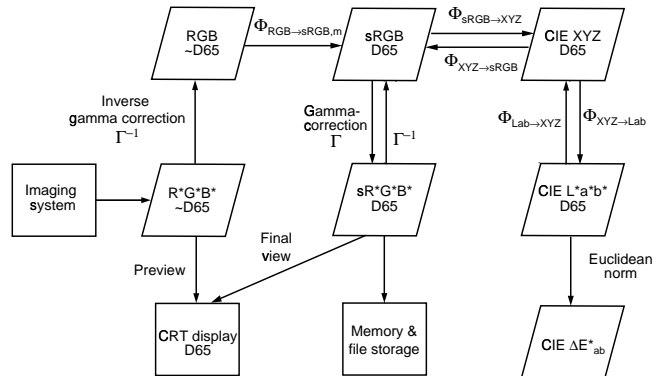 RGB
~D65
Φ_RGB→sRGB,m
sRGB
D65
Φ_sRGB→XYZ
Φ_XYZ→sRGB
CIE XYZ
D65
Inverse
gamma correction
Γ⁻¹
Gamma-
correction
Γ
Γ⁻¹
Φ_Lab→XYZ
Φ_XYZ→Lab
Imaging
system
R*G*B*
~D65
sR*G*B*
D65
CIE L*a*b*
D65
Preview
Final
view
Euclidean
norm
CRT display
D65
Memory &
file storage
CIE ΔE*ab